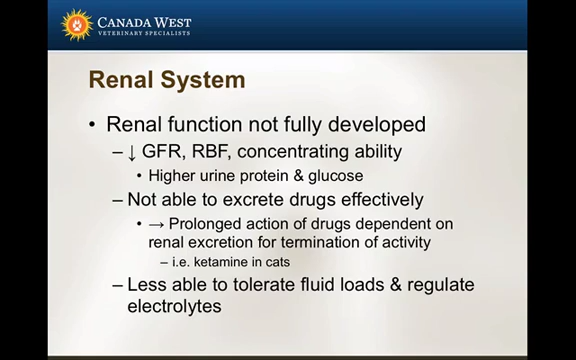 CANADA WEST
VETERINARY SPECIALISTS
Renal System
• Renal function not fully developed
– ↓ GFR, RBF, concentrating ability
• Higher urine protein & glucose
– Not able to excrete drugs effectively
• → Prolonged action of drugs dependent on
renal excretion for termination of activity
– i.e. ketamine in cats
– Less able to tolerate fluid loads & regulate
electrolytes